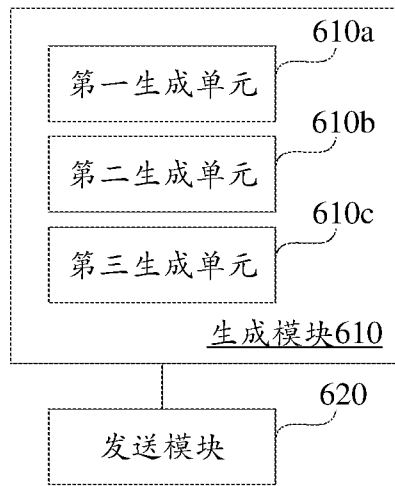 610a
第一生成单元
610b
第二生成单元
610c
第三生成单元
生成模块610
620
发送模块